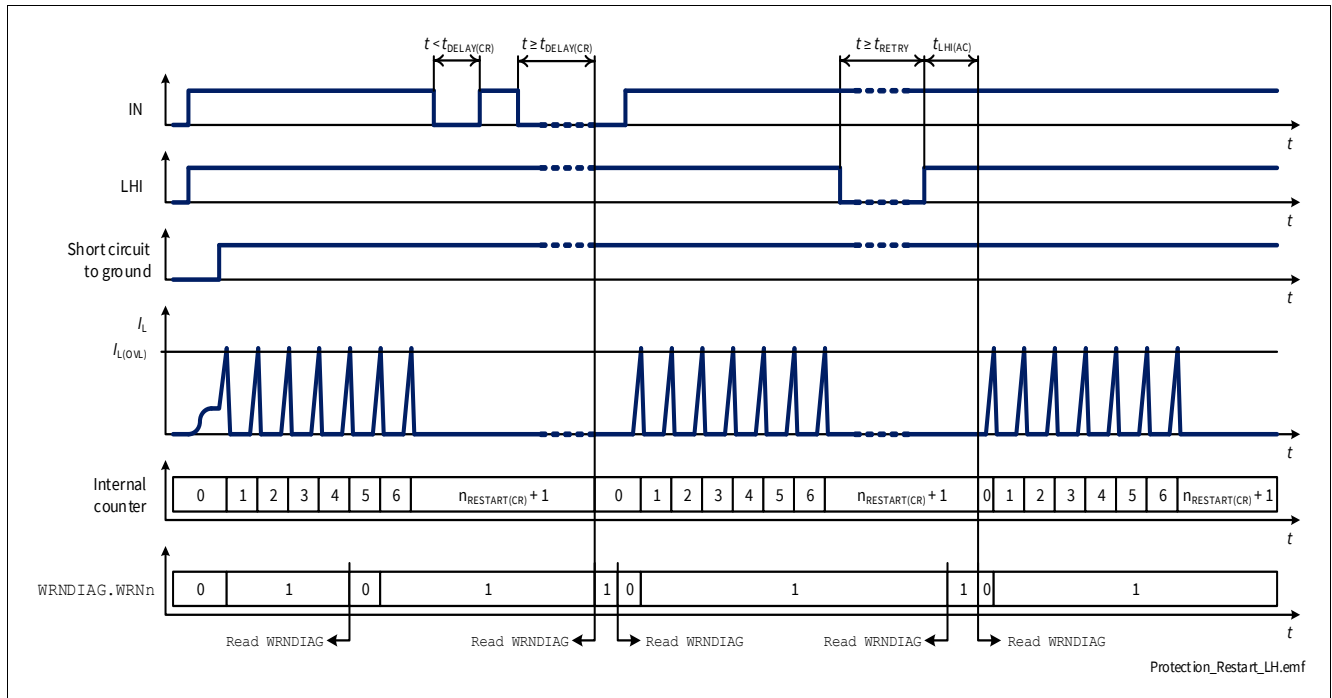 t < tDELAY(CR) t ≥ tDELAY(CR) t ≥ tRETRY tLHI(AC)
IN
t
LHI
t
Short circuit
to ground
t
IL
IL(OVL)
t
Internal
counter
0 1 2 3 4 5 6 nRESTART(CR) + 1 0 1 2 3 4 5 6 nRESTART(CR) + 1 0 1 2 3 4 5 6 nRESTART(CR) + 1
t
WRNDIAG.WRNn 0 1 0 1 1 0 1 1 0 1
t
Read WRNDIAG Read WRNDIAG Read WRNDIAG Read WRNDIAG Read WRNDIAG
Protection_Restart_LH.emf